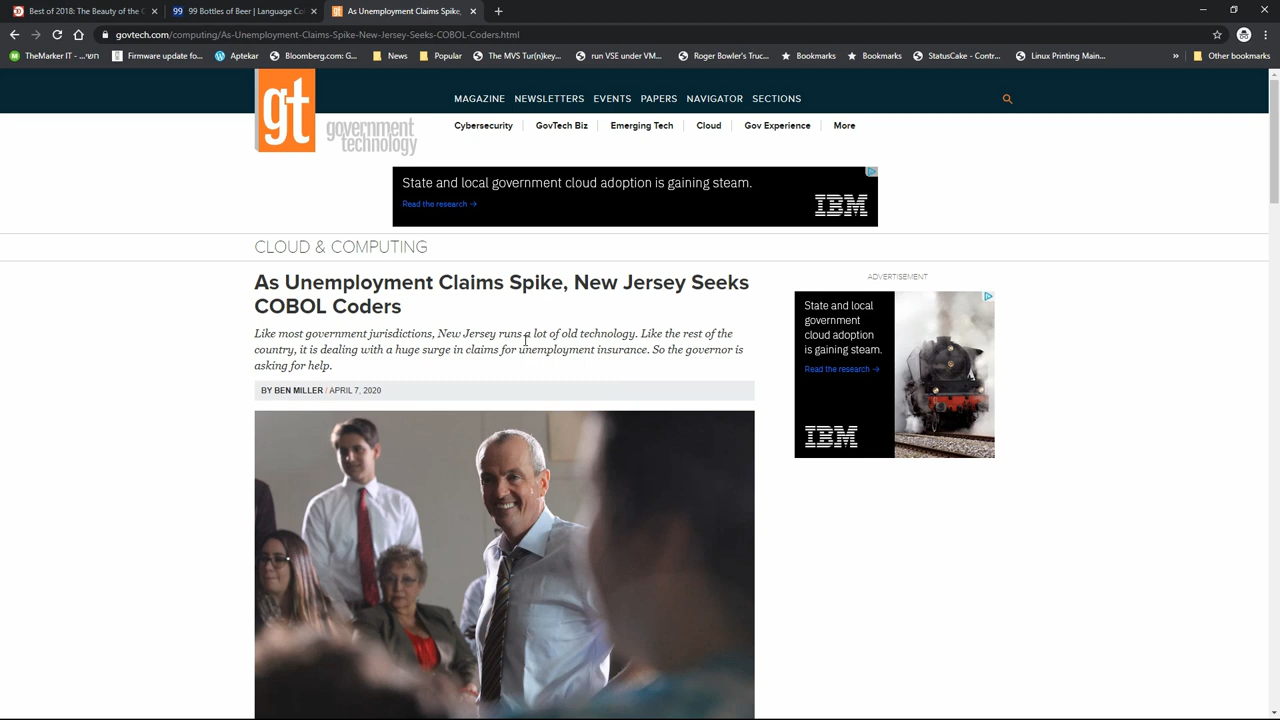 Best of 2018: The Beauty of the C
99 Bottles of Beer | Language Co
As Unemployment Claims Spike,
govtech.com/computing/As-Unemployment-Claims-Spike-New-Jersey-Seeks-COBOL-Coders.html
TheMarker IT - ...חשי
Firmware update fo...
Aptekar
Bloomberg.com: G...
News
Popular
The MVS Tur(n)key...
run VSE under VM...
Roger Bowler's Truc...
Bookmarks
Bookmarks
StatusCake - Contr...
Linux Printing Main...
»
Other bookmarks
gt
government
technology
MAGAZINE NEWSLETTERS EVENTS PAPERS NAVIGATOR SECTIONS
Cybersecurity GovTech Biz Emerging Tech Cloud Gov Experience More
State and local government cloud adoption is gaining steam.
Read the research →
IBM
CLOUD & COMPUTING
As Unemployment Claims Spike, New Jersey Seeks
COBOL Coders
Like most government jurisdictions, New Jersey runs a lot of old technology. Like the rest of the
country, it is dealing with a huge surge in claims for unemployment insurance. So the governor is
asking for help.
BY BEN MILLER / APRIL 7, 2020
ADVERTISEMENT
State and local
government
cloud adoption
is gaining steam.
Read the research →
IBM